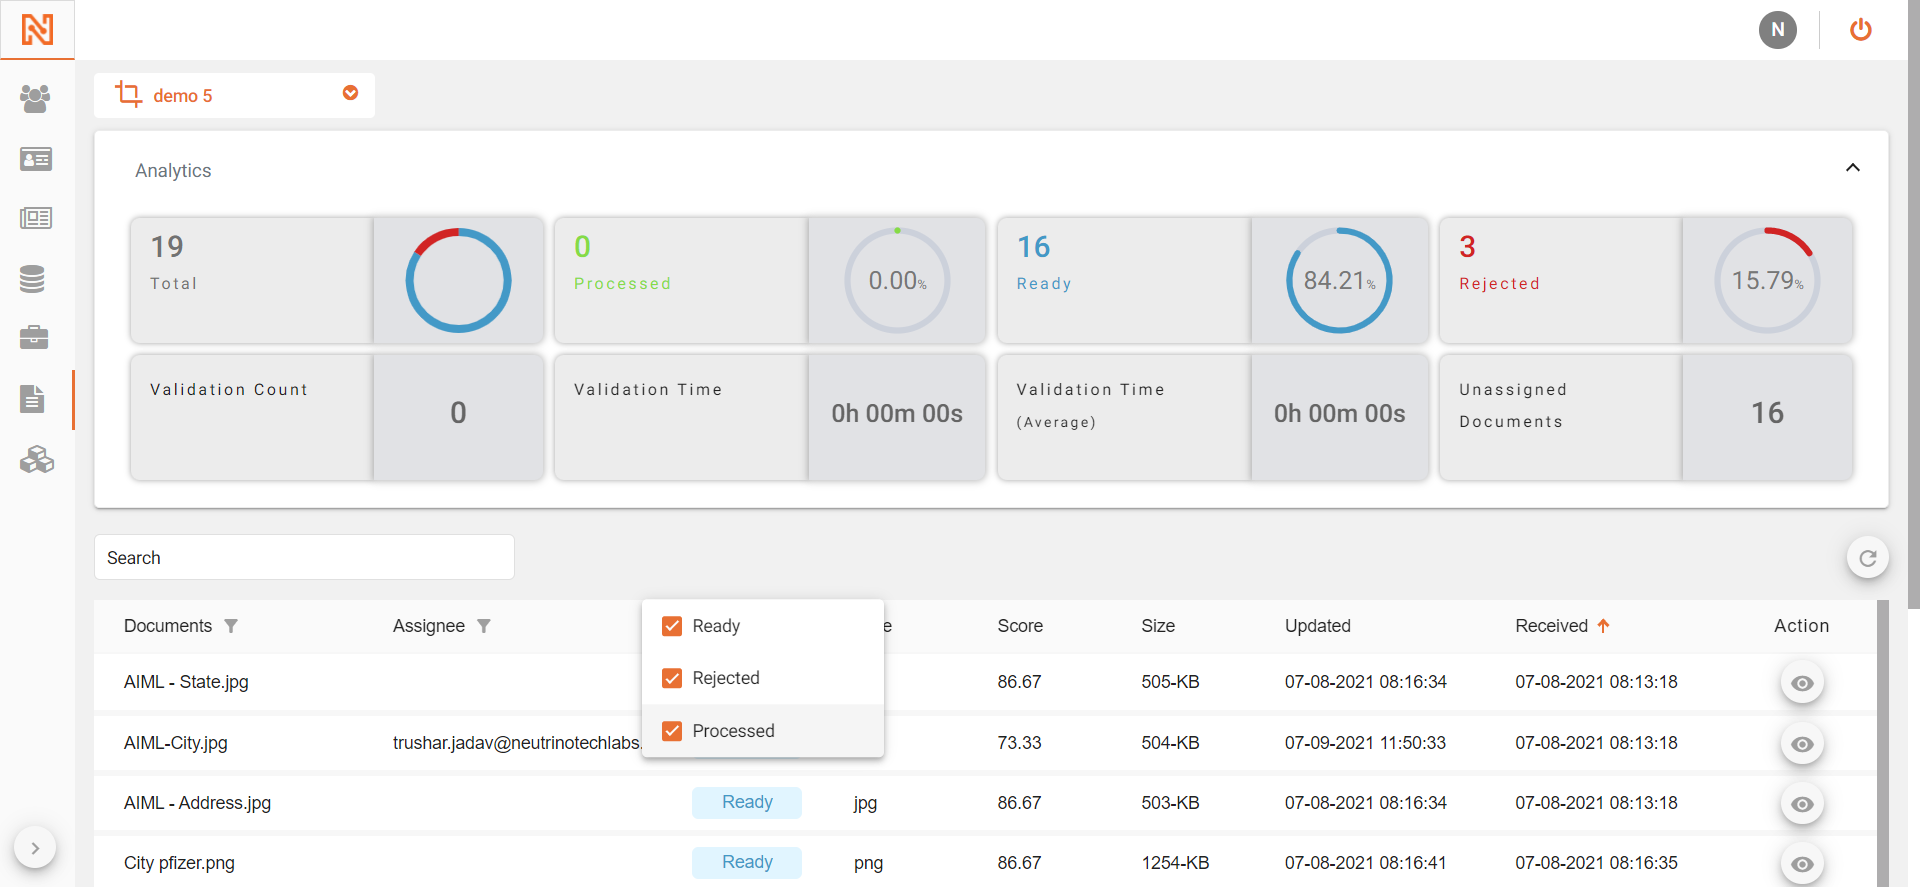 N
demo 5
Analytics
19
Total
0
Processed
0.00%
16
Ready
84.21%
3
Rejected
15.79%
Validation Count
0
Validation Time
0h 00m 00s
Validation Time
(Average)
0h 00m 00s
Unassigned
Documents
16
Search
Documents Assignee e Score Size Updated Received Action
Ready
Rejected
Processed
AIML - State.jpg 86.67 505-KB 07-08-2021 08:16:34 07-08-2021 08:13:18
AIML-City.jpg trushar.jadav@neutrinotechlabs. 73.33 504-KB 07-09-2021 11:50:33 07-08-2021 08:13:18
AIML - Address.jpg Ready jpg 86.67 503-KB 07-08-2021 08:16:34 07-08-2021 08:13:18
City pfizer.png Ready png 86.67 1254-KB 07-08-2021 08:16:41 07-08-2021 08:16:35